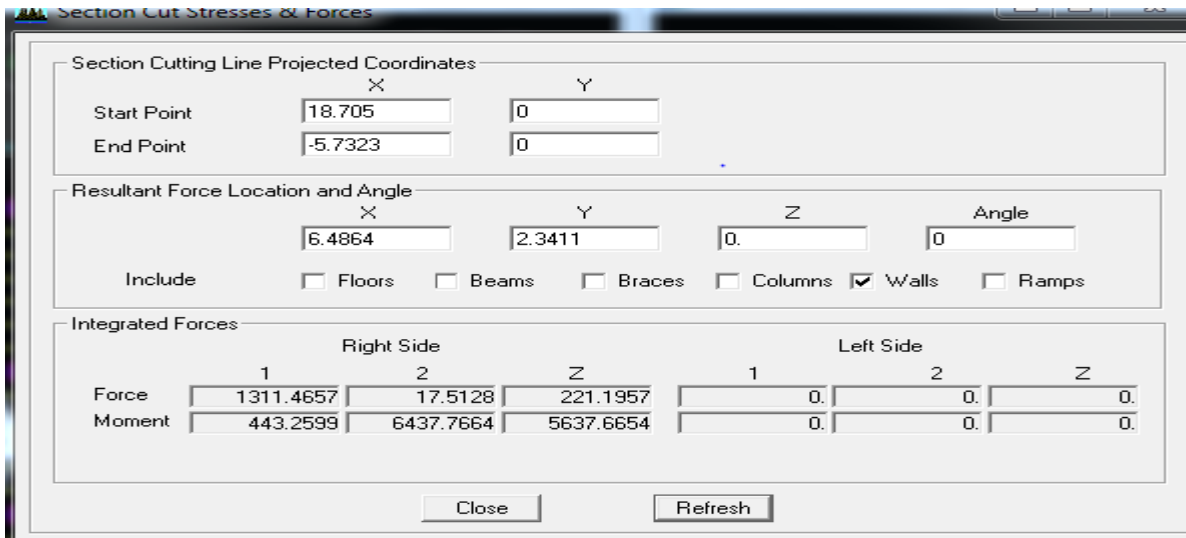 Section Cut Stresses & Forces
Section Cutting Line Projected Coordinates
X Y
Start Point 18.705 0
End Point -5.7323 0
Resultant Force Location and Angle
X Y Z Angle
6.4864 2.3411 0. 0
Include Floors Beams Braces Columns Walls Ramps
Integrated Forces
Right Side Left Side
1 2 Z 1 2 Z
Force 1311.4657 17.5128 221.1957 0. 0. 0.
Moment 443.2599 6437.7664 5637.6654 0. 0. 0.
Close Refresh